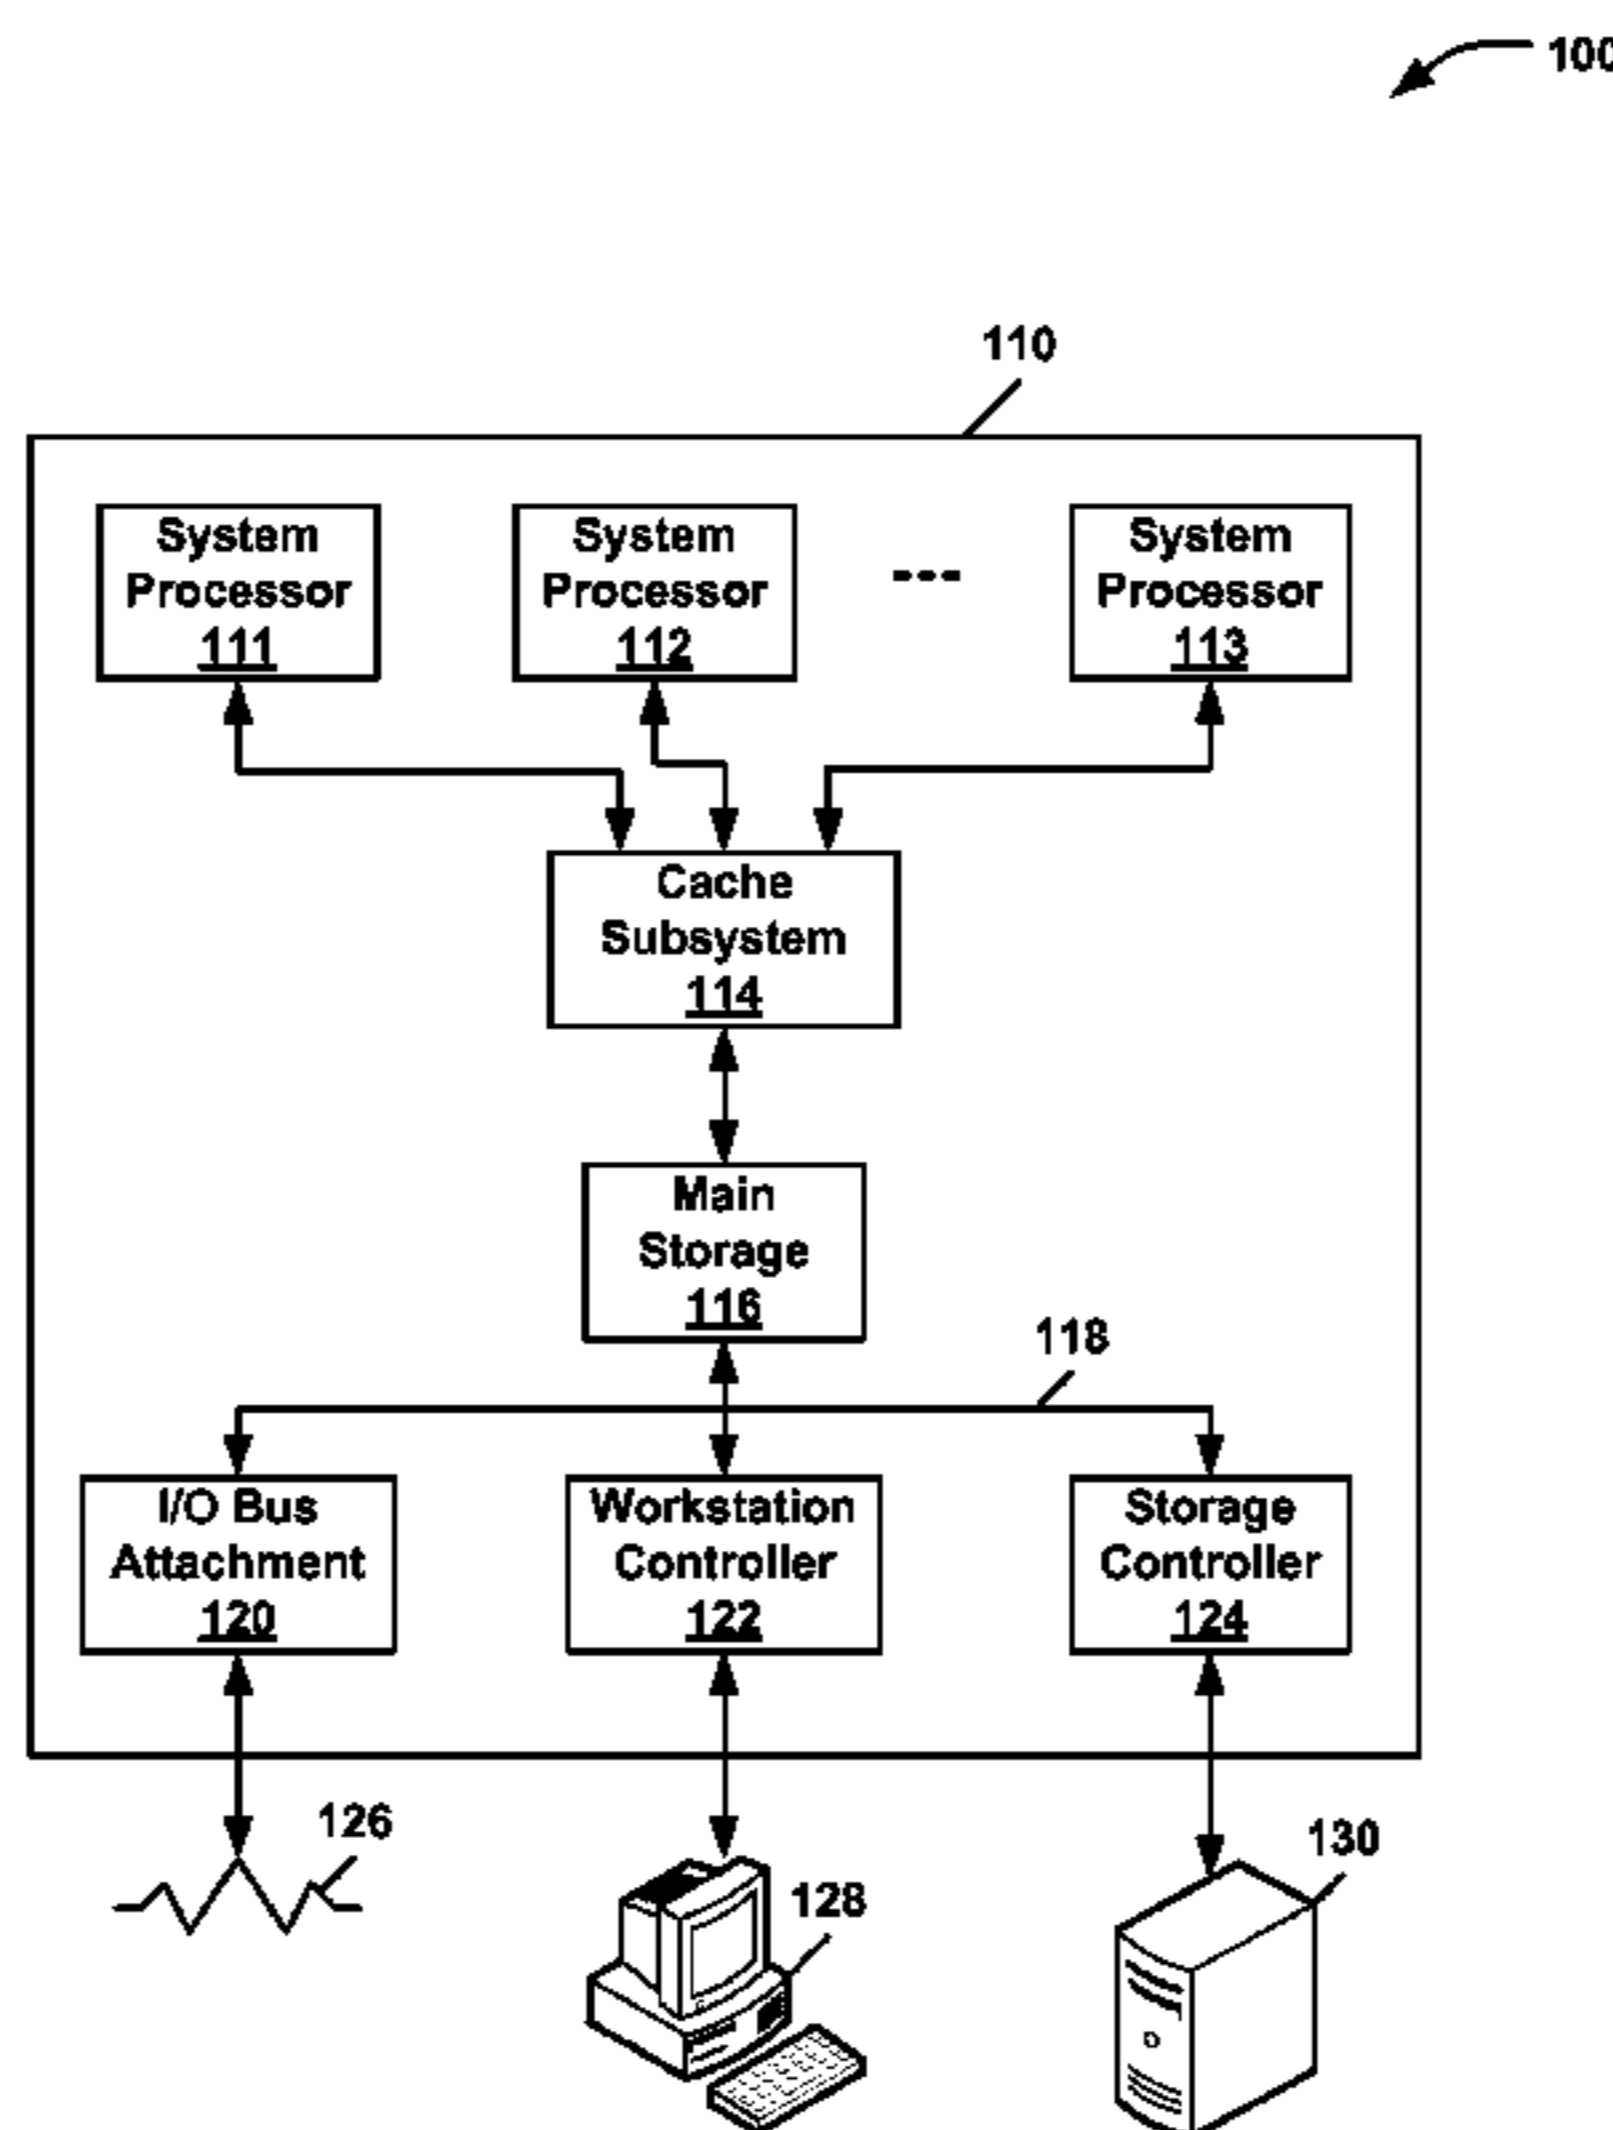 100
110
System
Processor
111
System
Processor
112
---
System
Processor
113
Cache
Subsystem
114
Main
Storage
116
118
I/O Bus
Attachment
120
Workstation
Controller
122
Storage
Controller
124
126
128
130